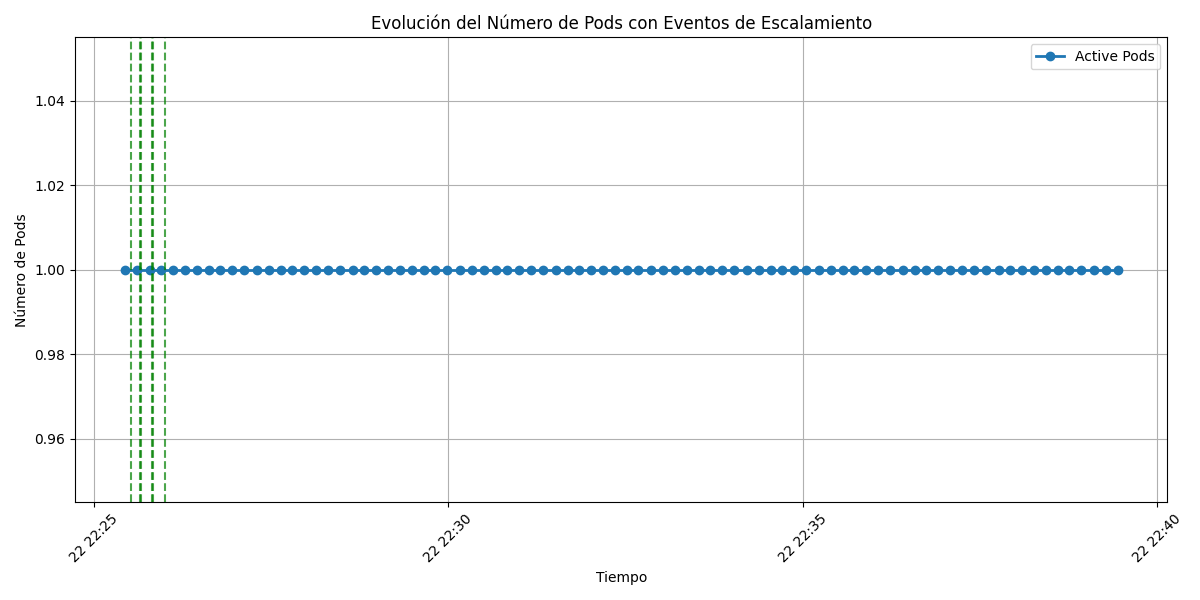 Evolución del Número de Pods con Eventos de Escalamiento
Active Pods
1.04
1.02
1.00
0.98
0.96
Número de Pods
22 22:25
22 22:30
22 22:35
22 22:40
Tiempo